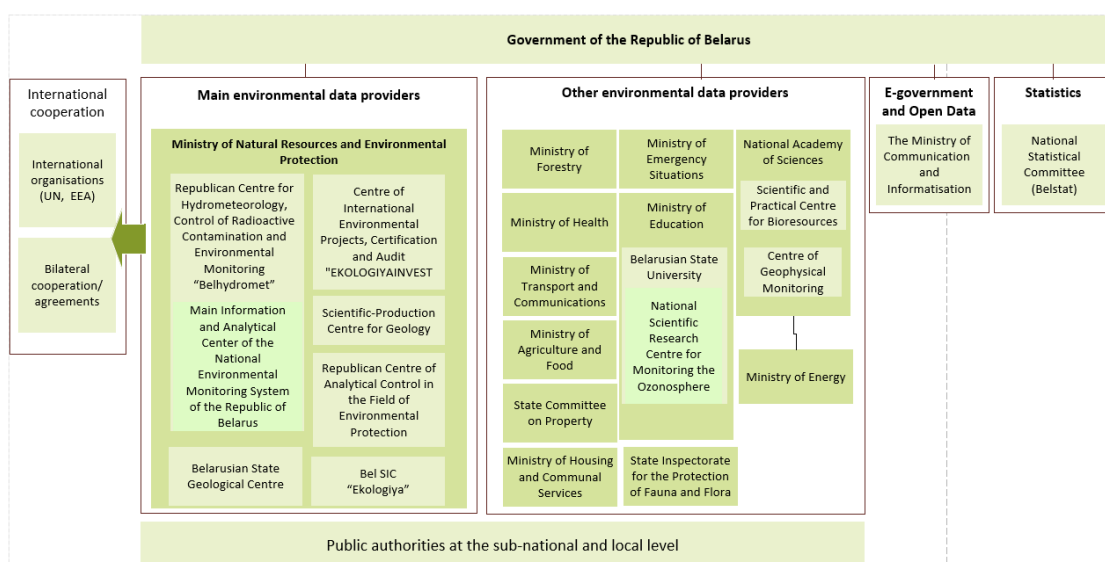 Government of the Republic of Belarus
International
cooperation
International
organisations
(UN, EEA)
Bilateral
cooperation/
agreements
Main environmental data providers
Ministry of Natural Resources and Environmental
Protection
Republican Centre for
Hydrometeorology,
Control of Radioactive
Contamination and
Environmental
Monitoring
“Belhydromet”
Main Information
and Analytical
Center of the
National
Environmental
Monitoring System
of the Republic of
Belarus
Belarusian State
Geological Centre
Centre of
International
Environmental
Projects, Certification
and Audit
"EKOLOGIYAINVEST
Scientific-Production
Centre for Geology
Republican Centre of
Analytical Control in
the Field of
Environmental
Protection
Bel SIC
“Ekologiya”
Other environmental data providers
Ministry of
Forestry
Ministry of Health
Ministry of
Transport and
Communications
Ministry of
Agriculture and
Food
State Committee
on Property
Ministry of Housing
and Communal
Services
Ministry of
Emergency
Situations
Ministry of
Education
Belarusian State
University
National
Scientific
Research
Centre for
Monitoring the
Ozonosphere
State Inspectorate
for the Protection
of Fauna and Flora
National Academy
of Sciences
Scientific and
Practical Centre
for Bioresources
Centre of
Geophysical
Monitoring
Ministry of Energy
E-government
and Open Data
The Ministry of
Communication
and
Informatisation
Statistics
National
Statistical
Committee
(Belstat)
Public authorities at the sub-national and local level